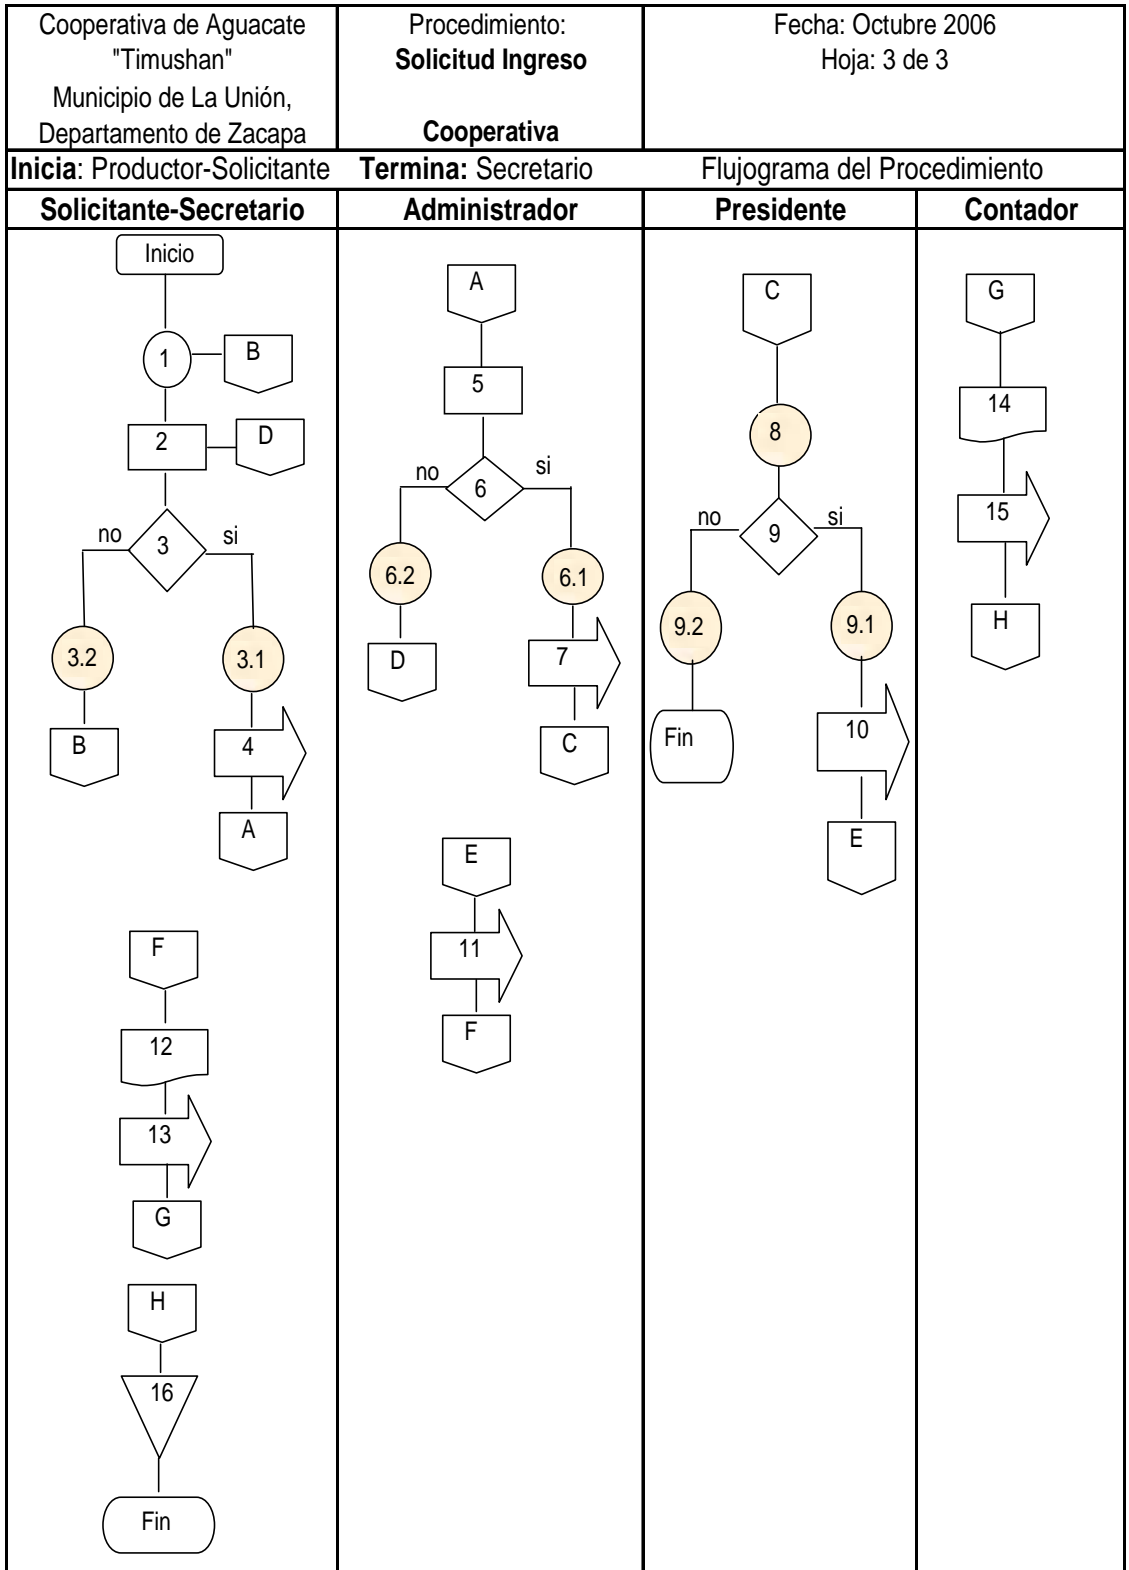 Cooperativa de Aguacate
"Timushan"
Municipio de La Unión,
Departamento de Zacapa
Procedimiento:
Solicitud Ingreso
Cooperativa
Fecha: Octubre 2006
Hoja: 3 de 3
Inicia: Productor-Solicitante
Termina: Secretario
Flujograma del Procedimiento
Solicitante-Secretario
Administrador
Presidente
Contador
Inicio
1
B
2
D
3
no
si
3.2
3.1
B
4
A
F
12
13
G
H
16
Fin
A
5
6
no
si
6.2
6.1
D
7
C
E
11
F
C
8
9
no
si
9.2
9.1
Fin
10
E
G
14
15
H